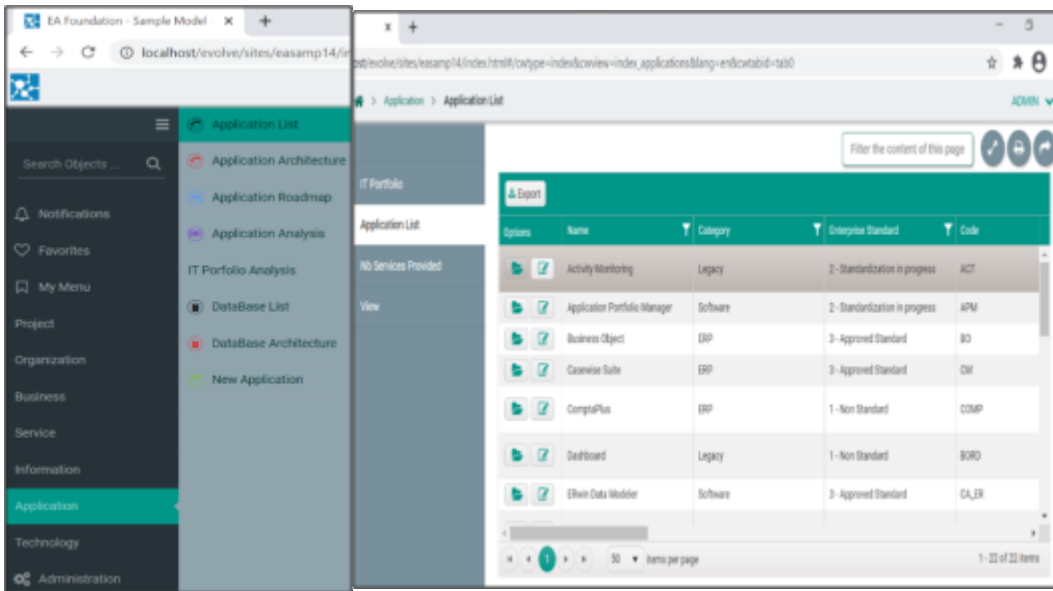 EA Foundation - Sample Model -
localhost/evolve/sites/easamp14/in
Search Objects ...
Notifications
Favorites
My Menu
Project
Organization
Business
Service
Information
Application
Technology
Administration
Application List
Application Architecture
Application Roadmap
Application Analysis
IT Porfolio Analysis
DataBase List
DataBase Architecture
New Application
ost/evolve/sites/easamp14/index.html#/cwtype=index&cwview=index_applications&lang=en&cwtabid=tab0
> Application > Application List
ADMIN
IT Portfolio
Application List
Nb Services Provided
View
Filter the content of this page
Export
Options Name Category Enterprise Standard Code
Activity Monitoring Legacy 2 - Standardization in progress ACT
Application Portfolio Manager Software 2 - Standardization in progress APM
Business Object ERP 3 - Approved Standard BO
Casewise Suite ERP 3 - Approved Standard CM
ComptaPlus ERP 1 - Non Standard COMP
Dashboard Legacy 1 - Non Standard BORD
ERwin Data Modeler Software 3 - Approved Standard CA_ER
1 50 items per page 1 - 22 of 22 items